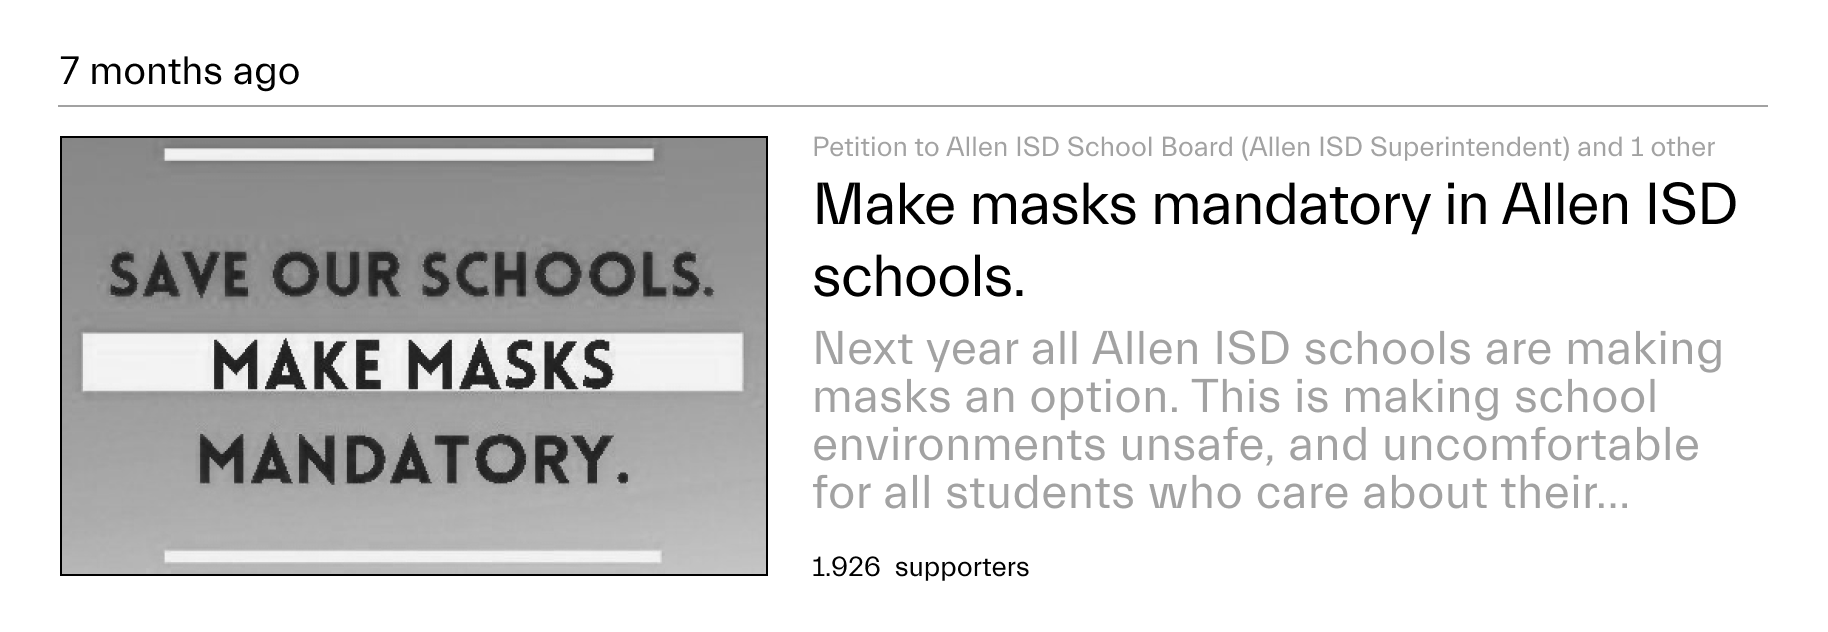 7 months ago
SAVE OUR SCHOOLS.
MAKE MASKS
MANDATORY.
Petition to Allen ISD School Board (Allen ISD Superintendent) and 1 other
Make masks mandatory in Allen ISD
schools.
Next year all Allen ISD schools are making
masks an option. This is making school
environments unsafe, and uncomfortable
for all students who care about their...
1.926 supporters